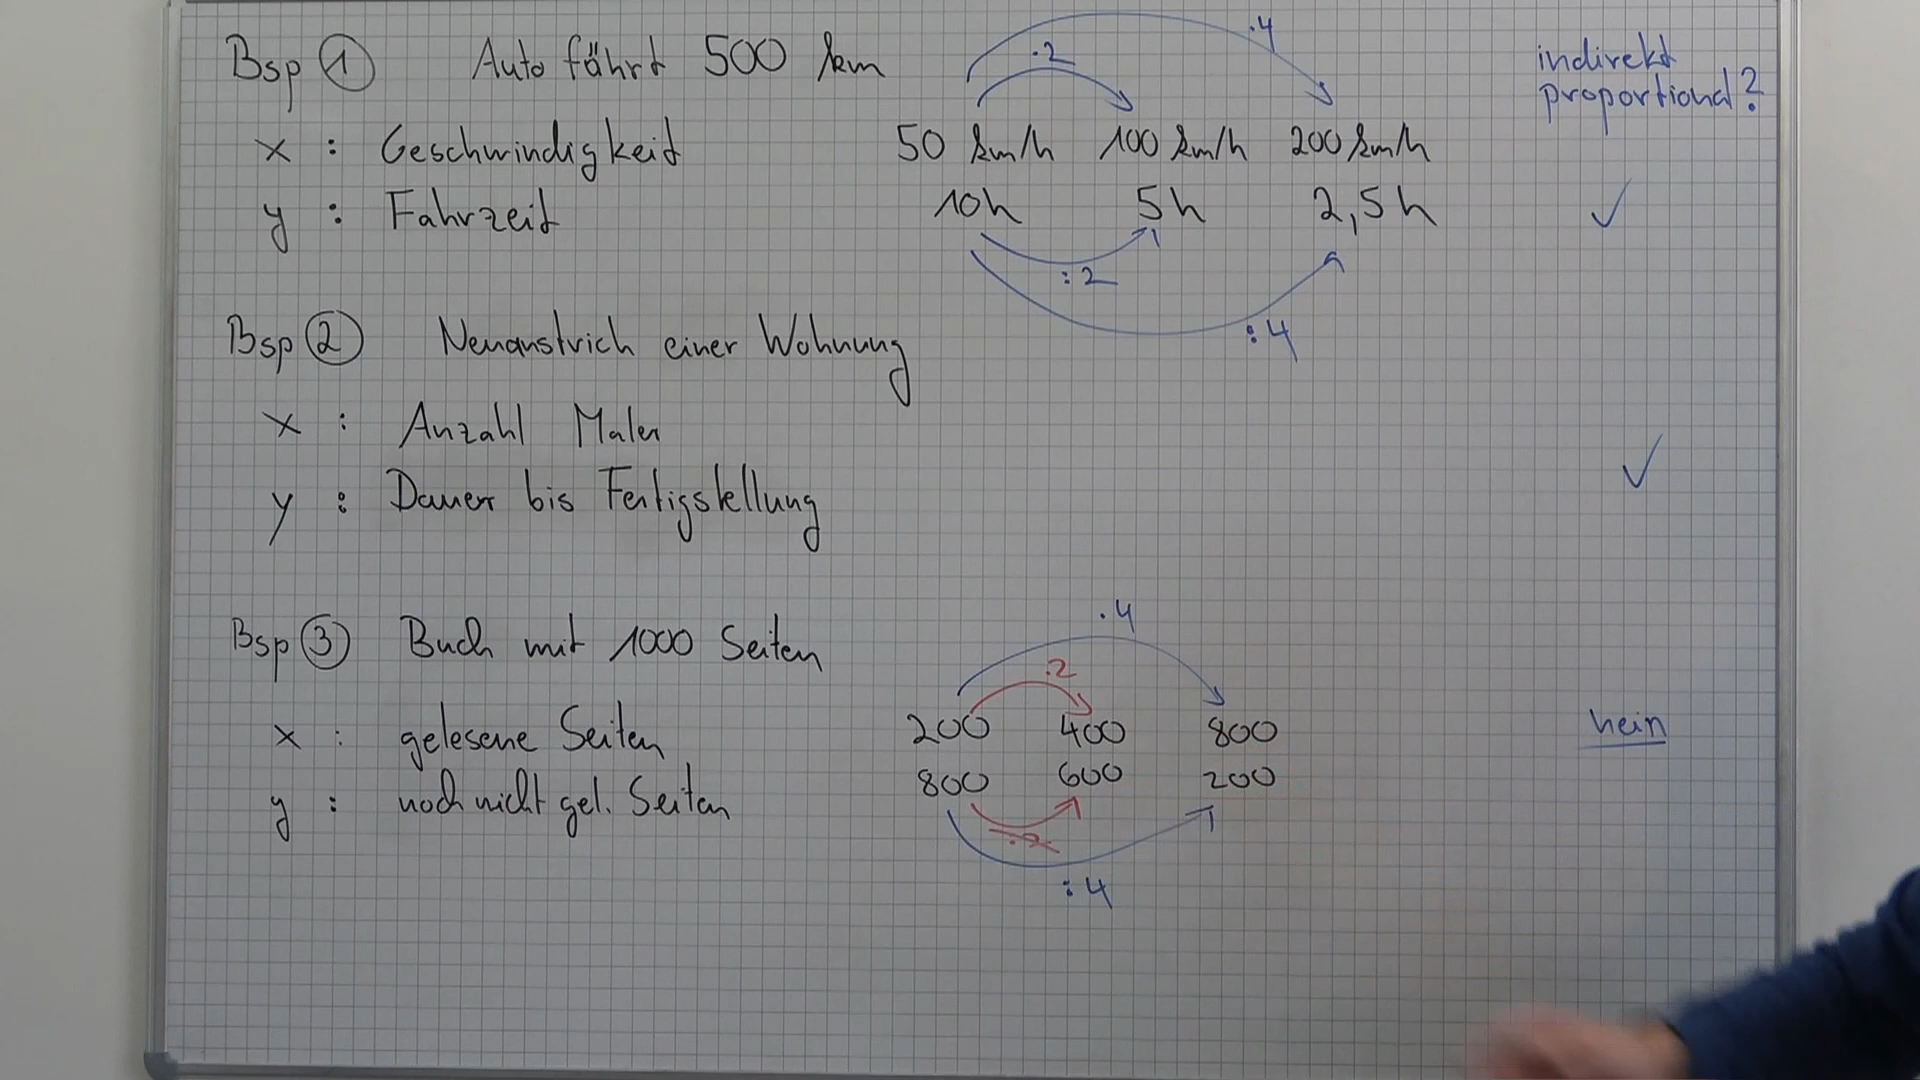 Bsp ① Auto fährt 500 km
·2
·4
indirekt
proportional?
x : Geschwindigkeit 50 km/h 100 km/h 200 km/h
y : Fahrzeit 10h 5h 2,5h ✓
:2
:4
Bsp ② Neuanstrich einer Wohnung
x : Anzahl Maler
y : Dauer bis Fertigstellung ✓
Bsp ③ Buch mit 1000 Seiten
·4
·2
x : gelesene Seiten 200 400 800 nein
y : noch nicht gel. Seiten 800 600 200
:2
:4